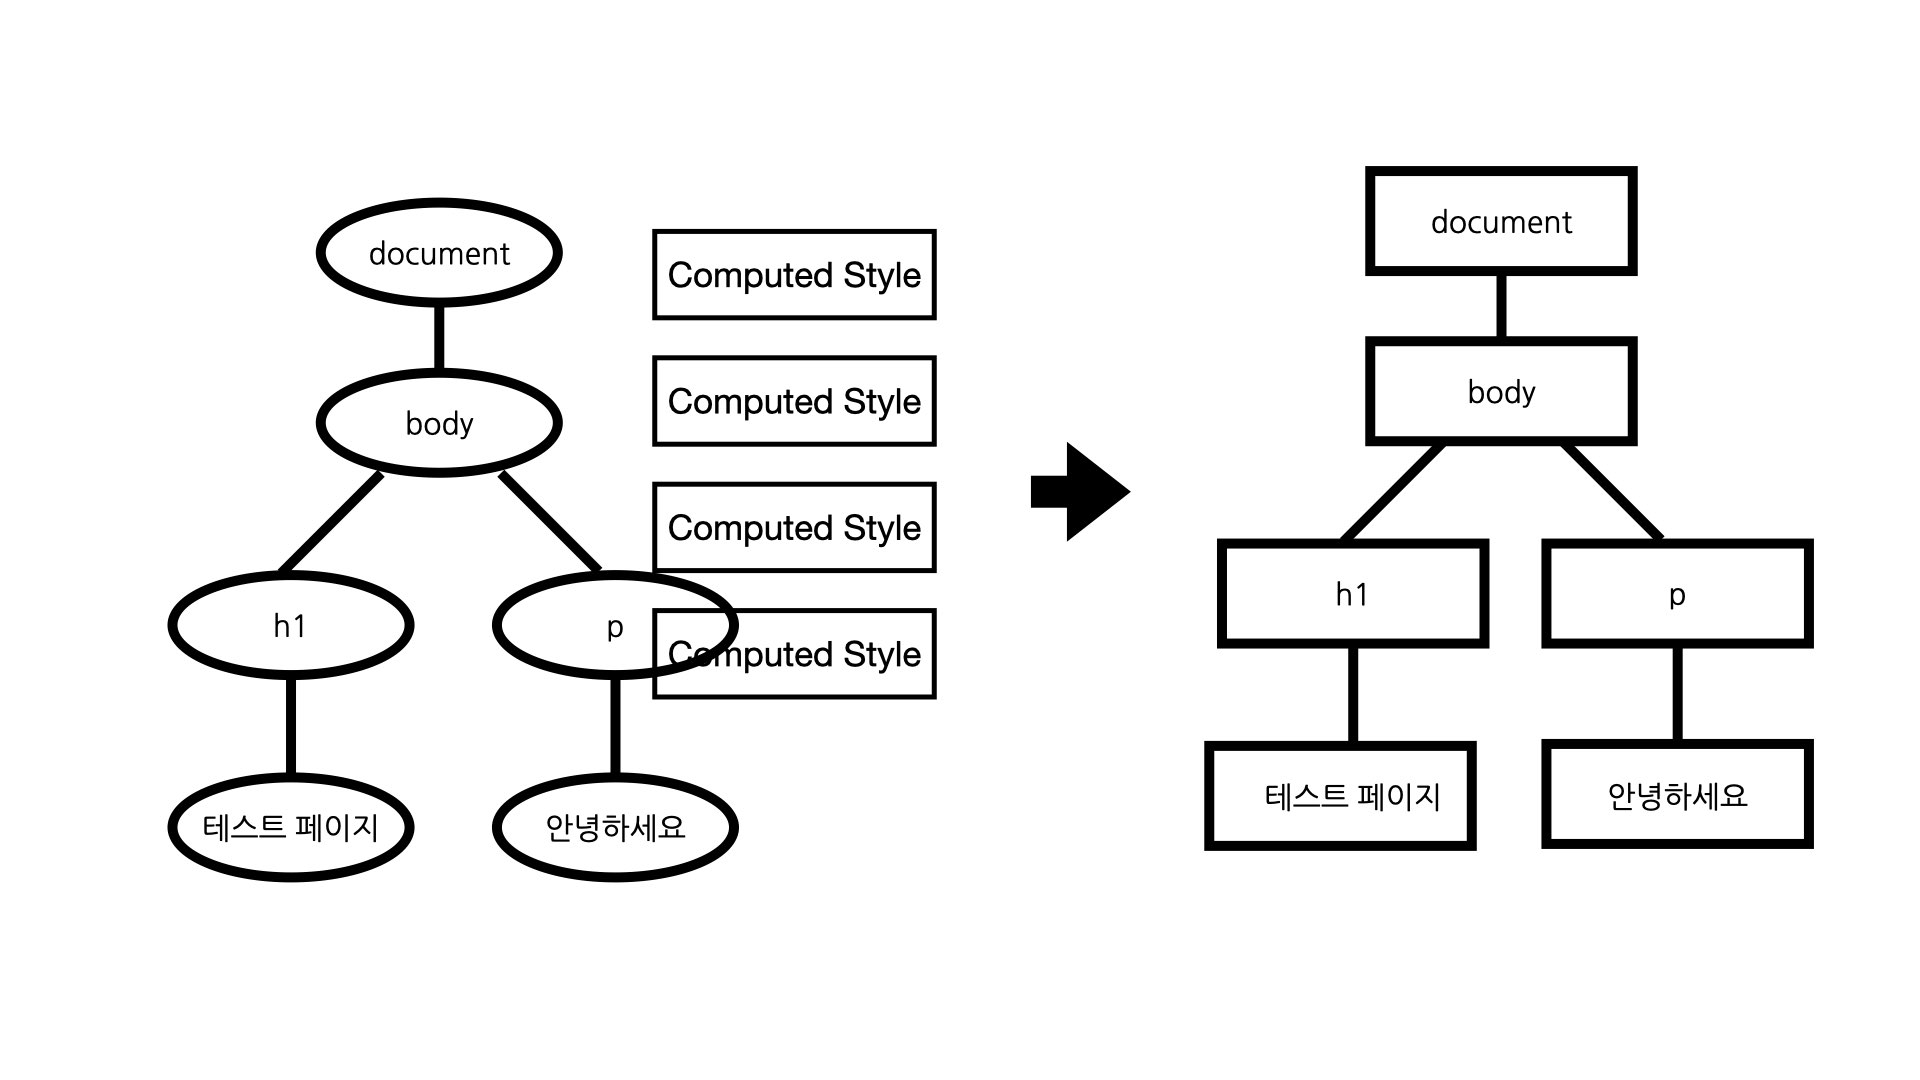 document
body
h1
p
테스트 페이지
안녕하세요
Computed Style
Computed Style
Computed Style
Computed Style
document
body
h1
p
테스트 페이지
안녕하세요